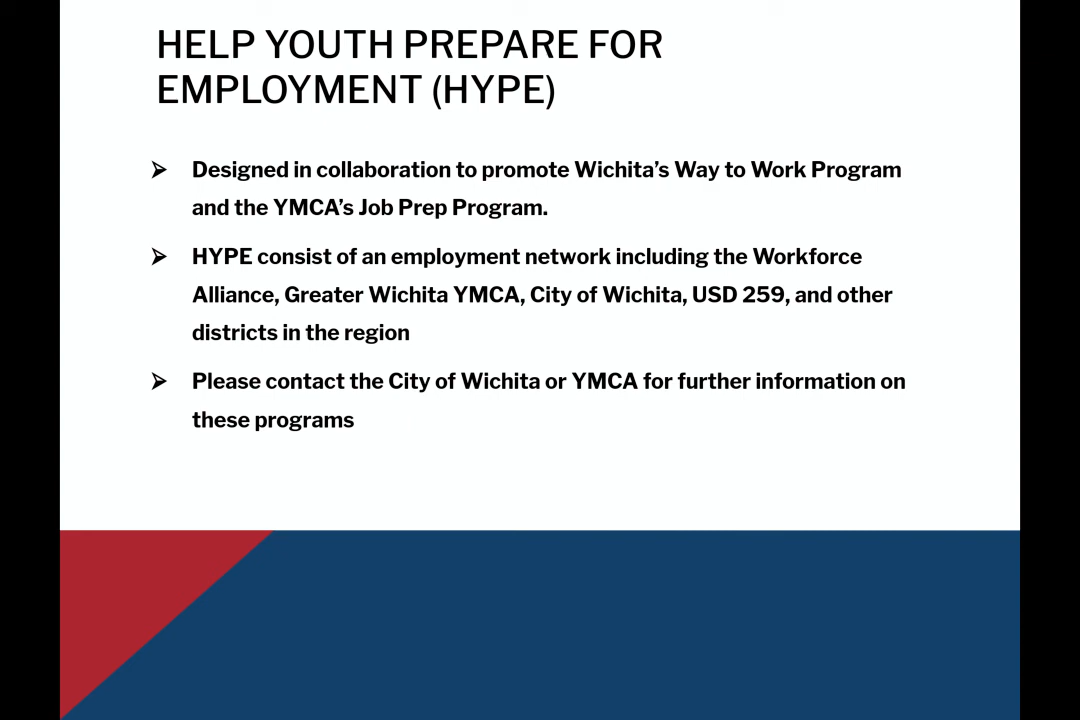 HELP YOUTH PREPARE FOR
EMPLOYMENT (HYPE)
➢ Designed in collaboration to promote Wichita’s Way to Work Program
and the YMCA’s Job Prep Program.
➢ HYPE consist of an employment network including the Workforce
Alliance, Greater Wichita YMCA, City of Wichita, USD 259, and other
districts in the region
➢ Please contact the City of Wichita or YMCA for further information on
these programs